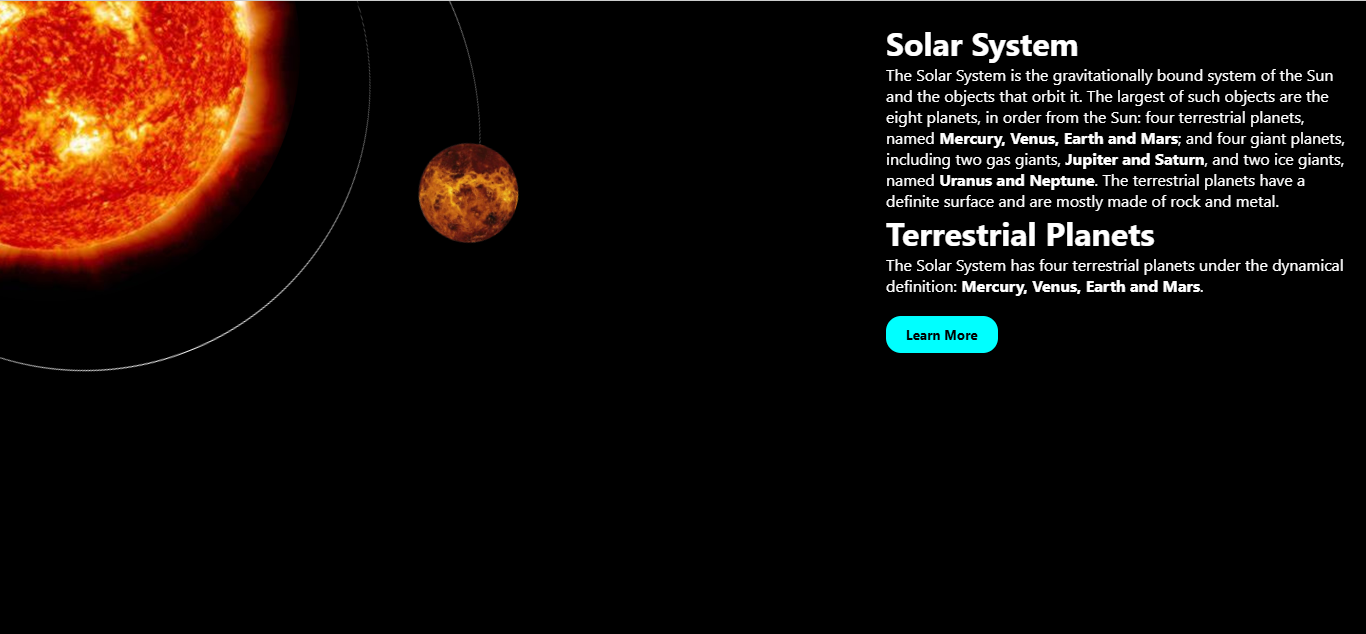 Solar System
The Solar System is the gravitationally bound system of the Sun
and the objects that orbit it. The largest of such objects are the
eight planets, in order from the Sun: four terrestrial planets,
named Mercury, Venus, Earth and Mars; and four giant planets,
including two gas giants, Jupiter and Saturn, and two ice giants,
named Uranus and Neptune. The terrestrial planets have a
definite surface and are mostly made of rock and metal.
Terrestrial Planets
The Solar System has four terrestrial planets under the dynamical
definition: Mercury, Venus, Earth and Mars.
Learn More